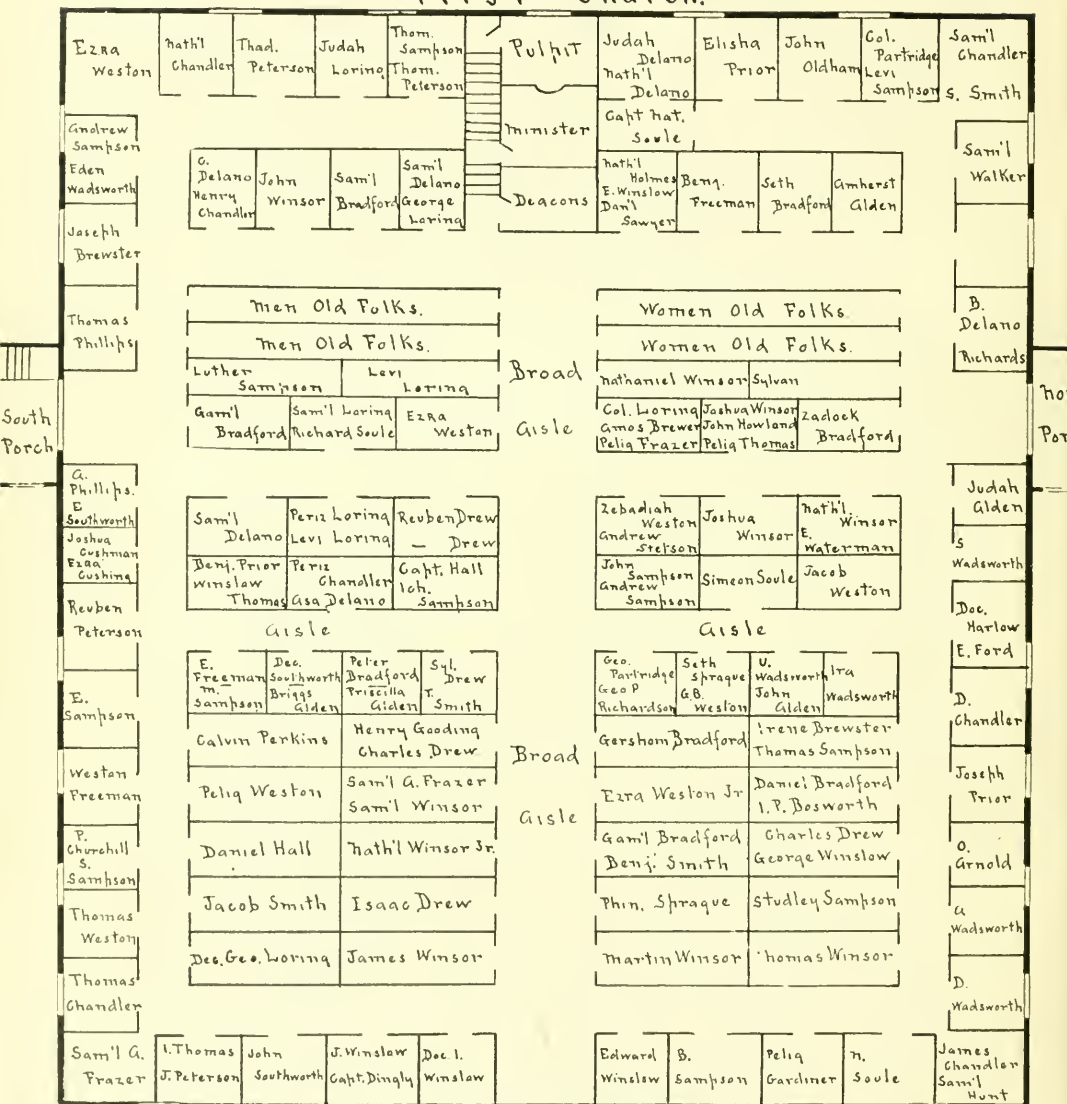 Church.
Ezra
Weston
Nath'l
Chandler
Thad.
Peterson
Judah
Loring
Thom.
Sampson
Thom.
Peterson
Pulpit
Judah
Delano
Nath'l
Delano
Elisha
Prior
John
Oldham
Col.
Partridge
Levi
Sampson
Sam'l
Chandler
S. Smith
Minister
Capt Nat.
Soule
Deacons
Andrew
Sampson
Eden
Wadsworth
Joseph
Brewster
Thomas
Phillips
C.
Delano
Henry
Chandler
John
Winsor
Sam'l
Bradford
Sam'l
Delano
George
Loring
Nath'l
Holmes
E. Winslow
Dan'l
Sawyer
Benj.
Freeman
Seth
Bradford
Amherst
Alden
Sam'l
Walker
B.
Delano
Richards
Men Old Folks.
Men Old Folks.
Luther
Sampson
Levi
Loring
Gam'l
Bradford
Sam'l Loring
Richard Soule
Ezra
Weston
Broad
Aisle
Women Old Folks
Women Old Folks.
Nathaniel Winsor
Sylvan
Col. Loring
Amos Brewer
Pelig Frazer
Joshua Winsor
John Howland
Pelig Thomas
Zadock
Bradford
South
Porch
A.
Phillips.
E
Southworth
Joshua
Cushman
Ezra
Cushing
Reuben
Peterson
E.
Sampson
Weston
Freeman
P.
Churchill
S.
Sampson
Thomas
Weston
Thomas
Chandler
Sam'l
Delano
Periz Loring
Levi Loring
Reuben Drew
— Drew
Benj. Prior
Winslow
Thomas
Periz
Chandler
Asa Delano
Capt. Hall
Ich.
Sampson
Zebadiah
Weston
Andrew
Stetson
Joshua
Winsor
Nath'l.
Winsor
E.
Waterman
John
Sampson
Andrew
Sampson
Simeon Soule
Jacob
Weston
Judah
Alden
S
Wadsworth
Doc.
Harlow
E. Ford
D.
Chandler
Joseph
Prior
O.
Arnold
A
Wadsworth
D.
Wadsworth
Aisle
Aisle
E.
Freeman
M.
Sampson
Dec.
Southworth
Briggs
Alden
Peter
Bradford
Priscilla
Alden
Syl.
Drew
T.
Smith
Calvin Perkins
Henry Gooding
Charles Drew
Pelig Weston
Sam'l A. Frazer
Sam'l Winsor
Daniel Hall
Nath'l Winsor Jr.
Jacob Smith
Isaac Drew
Dec. Geo. Loring
James Winsor
Broad
Aisle
Geo.
Partridge
Geo P
Richardson
Seth
Sprague
G.B.
Weston
U.
Wadsworth
John
Alden
Ira
Wadsworth
Gershom Bradford
Irene Brewster
Thomas Sampson
Ezra Weston Jr
Daniel Bradford
I. P. Bosworth
Gam'l Bradford
Benj. Smith
Charles Drew
George Winslow
Phin. Sprague
Studley Sampson
Martin Winsor
Thomas Winsor
Sam'l A.
Frazer
I. Thomas
J. Peterson
John
Southworth
J. Winslow
Capt. Dingly
Doc. I.
Winslow
Edward
Winslow
B.
Sampson
Pelig
Gardiner
N.
Soule
James
Chandler
Sam'l
Hunt